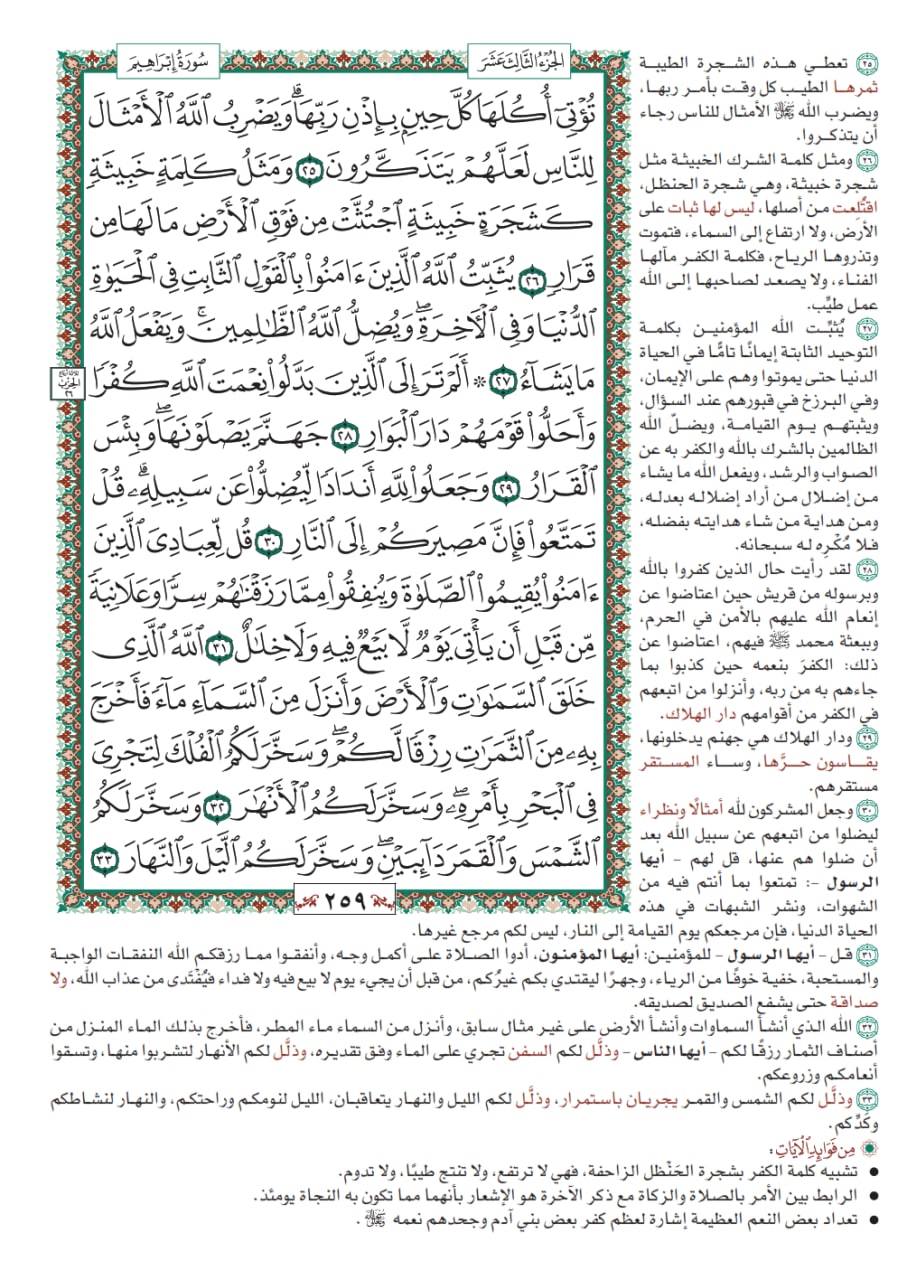 الجُزْءُ الثَّالِثَ عَشَرَ
سُورَةُ إِبْرَاهِيم
تُؤْتِىٓ أُكُلَهَا كُلَّ حِينٍۭ بِإِذْنِ رَبِّهَاۗ وَيَضْرِبُ ٱللَّهُ ٱلْأَمْثَالَ
لِلنَّاسِ لَعَلَّهُمْ يَتَذَكَّرُونَ ٢٥ وَمَثَلُ كَلِمَةٍ خَبِيثَةٍ
كَشَجَرَةٍ خَبِيثَةٍ ٱجْتُثَّتْ مِن فَوْقِ ٱلْأَرْضِ مَا لَهَا مِن
قَرَارٍ ٢٦ يُثَبِّتُ ٱللَّهُ ٱلَّذِينَ ءَامَنُوا۟ بِٱلْقَوْلِ ٱلثَّابِتِ فِى ٱلْحَيَوٰةِ
ٱلدُّنْيَا وَفِى ٱلْأَخِرَةِۖ وَيُضِلُّ ٱللَّهُ ٱلظَّٰلِمِينَۚ وَيَفْعَلُ ٱللَّهُ
مَا يَشَآءُ ٢٧ ۞ أَلَمْ تَرَ إِلَى ٱلَّذِينَ بَدَّلُوا۟ نِعْمَتَ ٱللَّهِ كُفْرًا
وَأَحَلُّوا۟ قَوْمَهُمْ دَارَ ٱلْبَوَارِ ٢٨ جَهَنَّمَ يَصْلَوْنَهَاۖ وَبِئْسَ
ٱلْقَرَارُ ٢٩ وَجَعَلُوا۟ لِلَّهِ أَندَادًا لِّيُضِلُّوا۟ عَن سَبِيلِهِۦۗ قُلْ
تَمَتَّعُوا۟ فَإِنَّ مَصِيرَكُمْ إِلَى ٱلنَّارِ ٣٠ قُل لِّعِبَادِىَ ٱلَّذِينَ
ءَامَنُوا۟ يُقِيمُوا۟ ٱلصَّلَوٰةَ وَيُنفِقُوا۟ مِمَّا رَزَقْنَٰهُمْ سِرًّا وَعَلَانِيَةً
مِّن قَبْلِ أَن يَأْتِىَ يَوْمٌ لَّا بَيْعٌ فِيهِ وَلَا خِلَٰلٌ ٣١ ٱللَّهُ ٱلَّذِى
خَلَقَ ٱلسَّمَٰوَٰتِ وَٱلْأَرْضَ وَأَنزَلَ مِنَ ٱلسَّمَآءِ مَآءً فَأَخْرَجَ
بِهِۦ مِنَ ٱلثَّمَرَٰتِ رِزْقًا لَّكُمْۖ وَسَخَّرَ لَكُمُ ٱلْفُلْكَ لِتَجْرِىَ
فِى ٱلْبَحْرِ بِأَمْرِهِۦۖ وَسَخَّرَ لَكُمُ ٱلْأَنْهَٰرَ ٣٢ وَسَخَّرَ لَكُمُ
ٱلشَّمْسَ وَٱلْقَمَرَ دَآئِبَيْنِۖ وَسَخَّرَ لَكُمُ ٱلَّيْلَ وَٱلنَّهَارَ ٣٣
٢٥٩
٢٥ تعطي هذه الشجرة الطيبة
ثمرها الطيب كل وقت بأمر ربها،
ويضرب الله ﷻ الأمثال للناس رجاء
أن يتذكروا.
٢٦ ومثل كلمة الشرك الخبيثة مثل
شجرة خبيثة، وهي شجرة الحنظل،
اقتُلعت من أصلها، ليس لها ثبات على
الأرض، ولا ارتفاع إلى السماء، فتموت
وتذروها الرياح، فكلمة الكفر مآلها
الفناء، ولا يصعد لصاحبها إلى الله
عمل طيِّب.
٢٧ يُثبِّت الله المؤمنين بكلمة
التوحيد الثابتة إيمانًا تامًّا في الحياة
الدنيا حتى يموتوا وهم على الإيمان،
وفي البرزخ في قبورهم عند السؤال،
ويثبتهم يوم القيامة، ويضلّ الله
الظالمين بالشرك بالله والكفر به عن
الصواب والرشد، ويفعل الله ما يشاء
من إضلال من أراد إضلاله بعدله،
ومن هداية من شاء هدايته بفضله،
فلا مُكْرِه له سبحانه.
٢٨ لقد رأيت حال الذين كفروا بالله
وبرسوله من قريش حين اعتاضوا عن
إنعام الله عليهم بالأمن في الحرم،
وببعثة محمد ﷺ فيهم، اعتاضوا عن
ذلك: الكفرَ بنعمه حين كذبوا بما
جاءهم به من ربه، وأنزلوا من اتبعهم
في الكفر من أقوامهم دار الهلاك.
٢٩ ودار الهلاك هي جهنم يدخلونها،
يقاسون حرَّها، وساء المستقر
مستقرهم.
٣٠ وجعل المشركون لله أمثالًا ونظراء
ليضلوا من اتبعهم عن سبيل الله بعد
أن ضلوا هم عنها، قل لهم – أيها
الرسول –: تمتعوا بما أنتم فيه من
الشهوات، ونشر الشبهات في هذه
الحياة الدنيا، فإن مرجعكم يوم القيامة إلى النار، ليس لكم مرجع غيرها.
٣١ قل – أيها الرسول – للمؤمنين: أيها المؤمنون، أدوا الصلاة على أكمل وجه، وأنفقوا مما رزقكم الله النفقات الواجبة
والمستحبة، خفية خوفًا من الرياء، وجهرًا ليقتدي بكم غيرُكم، من قبل أن يجيء يوم لا بيع فيه ولا فداء فيُفْتَدى من عذاب الله، ولا
صداقة حتى يشفع الصديق لصديقه.
٣٢ الله الذي أنشأ السماوات وأنشأ الأرض على غير مثال سابق، وأنزل من السماء ماء المطر، فأخرج بذلك الماء المنزل من
أصناف الثمار رزقًا لكم – أيها الناس – وذلَّل لكم السفن تجري على الماء وفق تقديره، وذلَّل لكم الأنهار لتشربوا منها، وتسقوا
أنعامكم وزروعكم.
٣٣ وذلَّل لكم الشمس والقمر يجريان باستمرار، وذلَّل لكم الليل والنهار يتعاقبان، الليل لنومكم وراحتكم، والنهار لنشاطكم
وكَدِّكم.
مِن فَوَائِدِ الْآيَاتِ:
• تشبيه كلمة الكفر بشجرة الحَنْظل الزاحفة، فهي لا ترتفع، ولا تنتج طيبًا، ولا تدوم.
• الرابط بين الأمر بالصلاة والزكاة مع ذكر الآخرة هو الإشعار بأنهما مما تكون به النجاة يومئذ.
• تعداد بعض النعم العظيمة إشارة لعظم كفر بعض بني آدم وجحدهم نعمه ﷻ.